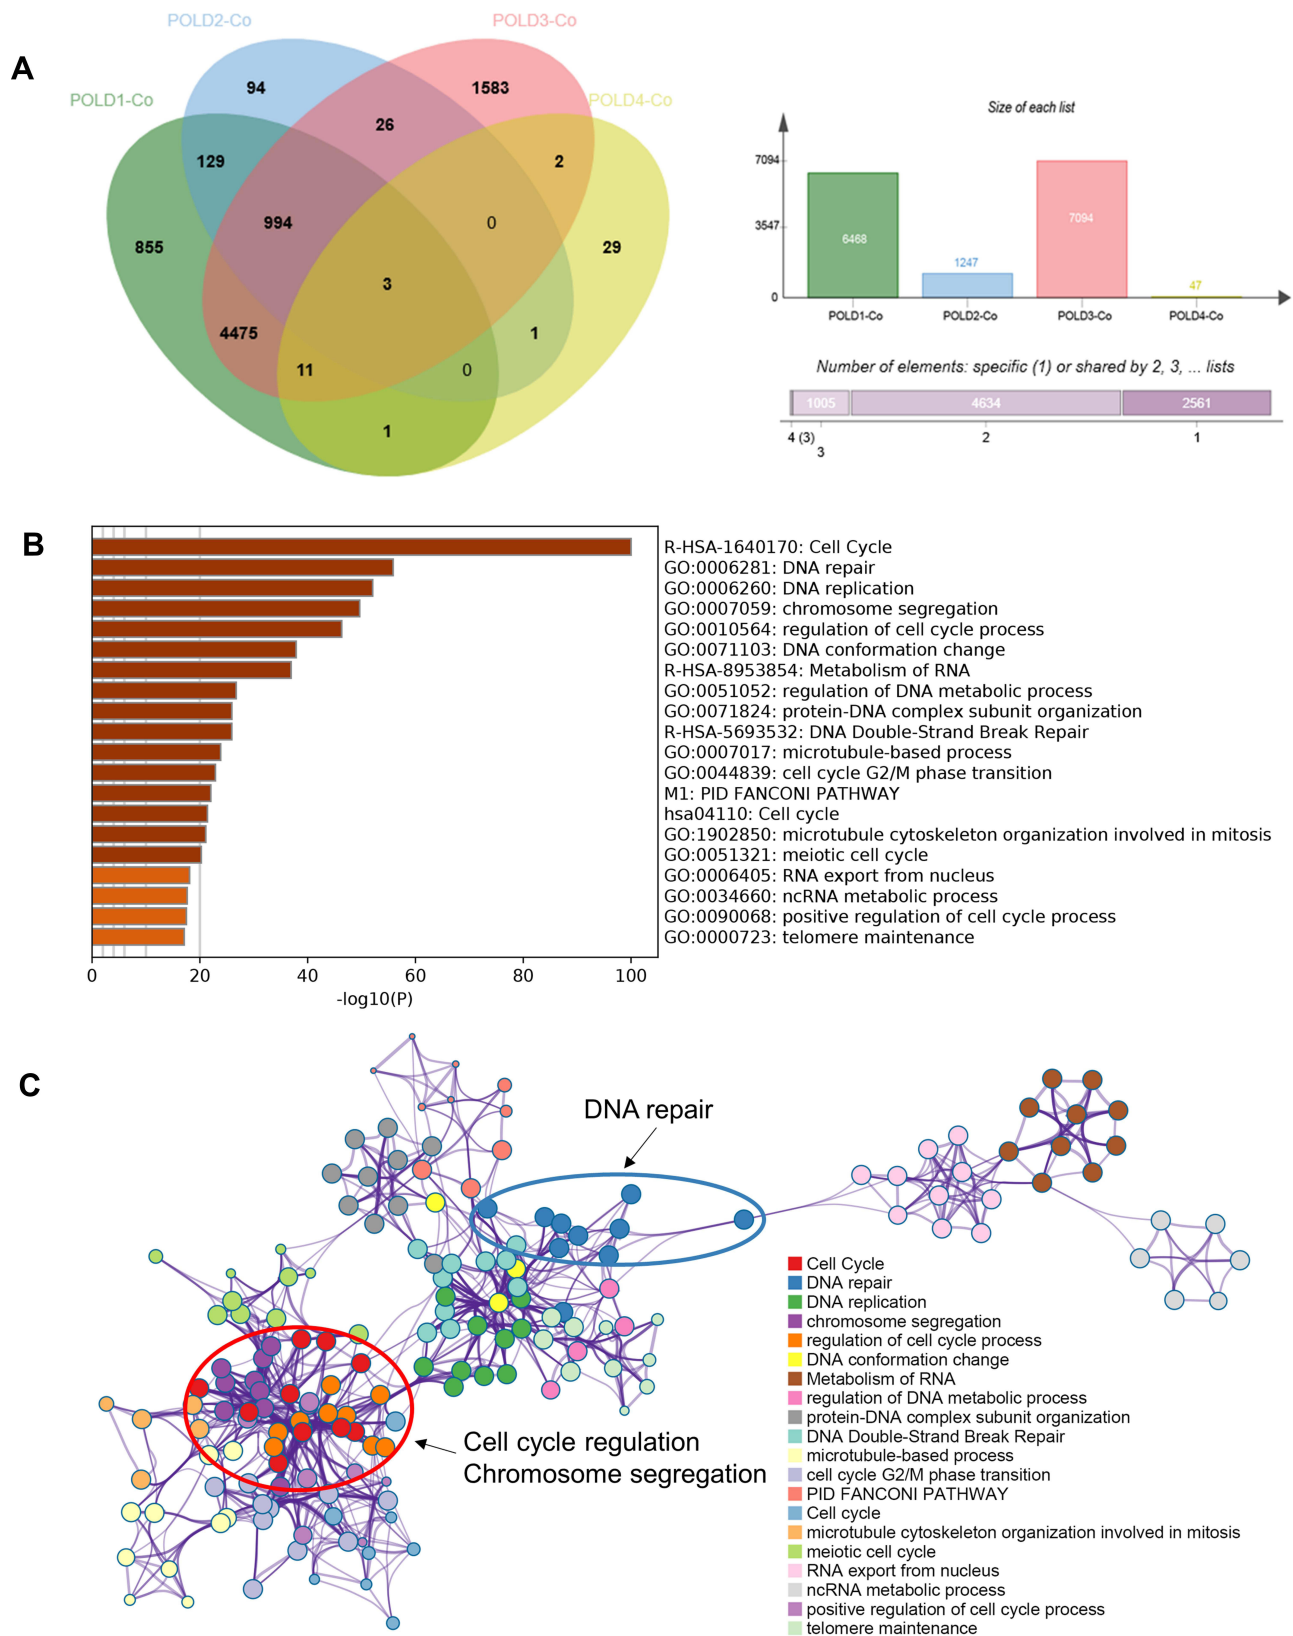 A
POLD2-Co
POLD3-Co
POLD1-Co
POLD4-Co
94
1583
26
129
2
994
0
855
29
3
4475
1
11
0
1
Size of each list
7094
3547
0
6468
1247
7094
47
POLD1-Co
POLD2-Co
POLD3-Co
POLD4-Co
Number of elements: specific (1) or shared by 2, 3, ... lists
1005
4634
2561
4 (3)
3
2
1
B
R-HSA-1640170: Cell Cycle
GO:0006281: DNA repair
GO:0006260: DNA replication
GO:0007059: chromosome segregation
GO:0010564: regulation of cell cycle process
GO:0071103: DNA conformation change
R-HSA-8953854: Metabolism of RNA
GO:0051052: regulation of DNA metabolic process
GO:0071824: protein-DNA complex subunit organization
R-HSA-5693532: DNA Double-Strand Break Repair
GO:0007017: microtubule-based process
GO:0044839: cell cycle G2/M phase transition
M1: PID FANCONI PATHWAY
hsa04110: Cell cycle
GO:1902850: microtubule cytoskeleton organization involved in mitosis
GO:0051321: meiotic cell cycle
GO:0006405: RNA export from nucleus
GO:0034660: ncRNA metabolic process
GO:0090068: positive regulation of cell cycle process
GO:0000723: telomere maintenance
0 20 40 60 80 100
-log10(P)
C
DNA repair
Cell cycle regulation
Chromosome segregation
Cell Cycle
DNA repair
DNA replication
chromosome segregation
regulation of cell cycle process
DNA conformation change
Metabolism of RNA
regulation of DNA metabolic process
protein-DNA complex subunit organization
DNA Double-Strand Break Repair
microtubule-based process
cell cycle G2/M phase transition
PID FANCONI PATHWAY
Cell cycle
microtubule cytoskeleton organization involved in mitosis
meiotic cell cycle
RNA export from nucleus
ncRNA metabolic process
positive regulation of cell cycle process
telomere maintenance